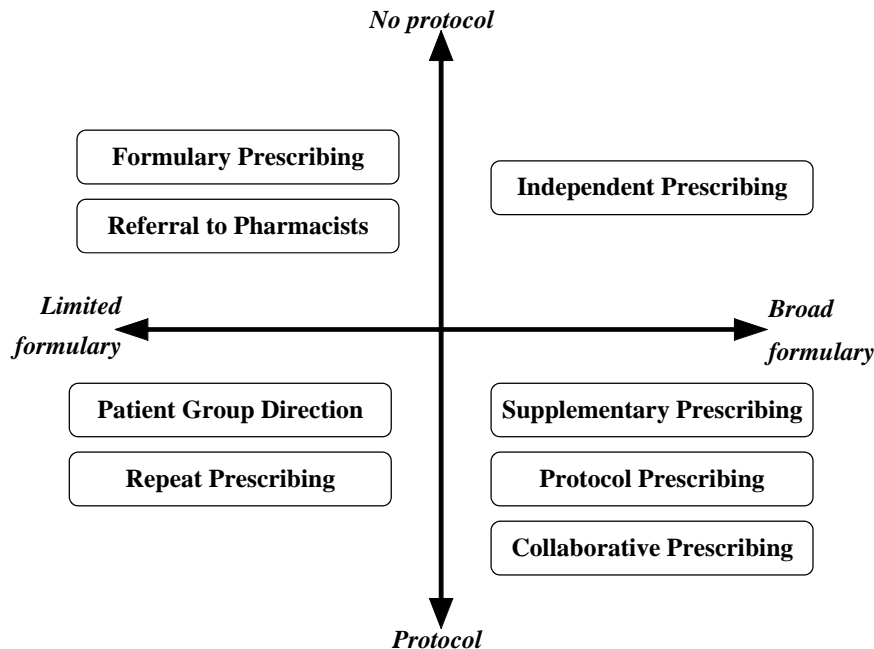 No protocol
Formulary Prescribing
Independent Prescribing
Referral to Pharmacists
Limited
formulary
Broad
formulary
Patient Group Direction
Supplementary Prescribing
Repeat Prescribing
Protocol Prescribing
Collaborative Prescribing
Protocol